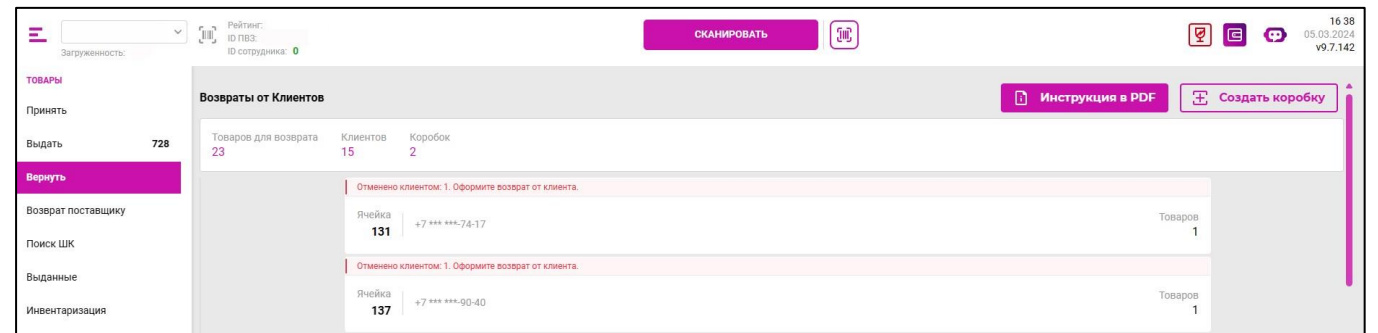 Загруженность:
Рейтинг:
ID ПВЗ:
ID сотрудника: 0
СКАНИРОВАТЬ
16 38
05.03.2024
v9.7.142
ТОВАРЫ
Принять
Выдать 728
Вернуть
Возврат поставщику
Поиск ШК
Выданные
Инвентаризация
Возвраты от Клиентов
Инструкция в PDF
Создать коробку
Товаров для возврата Клиентов Коробок
23 15 2
Отменено клиентом: 1. Оформите возврат от клиента.
Ячейка
131
+7 *** ***-74-17
Товаров
1
Отменено клиентом: 1. Оформите возврат от клиента.
Ячейка
137
+7 *** ***-90-40
Товаров
1